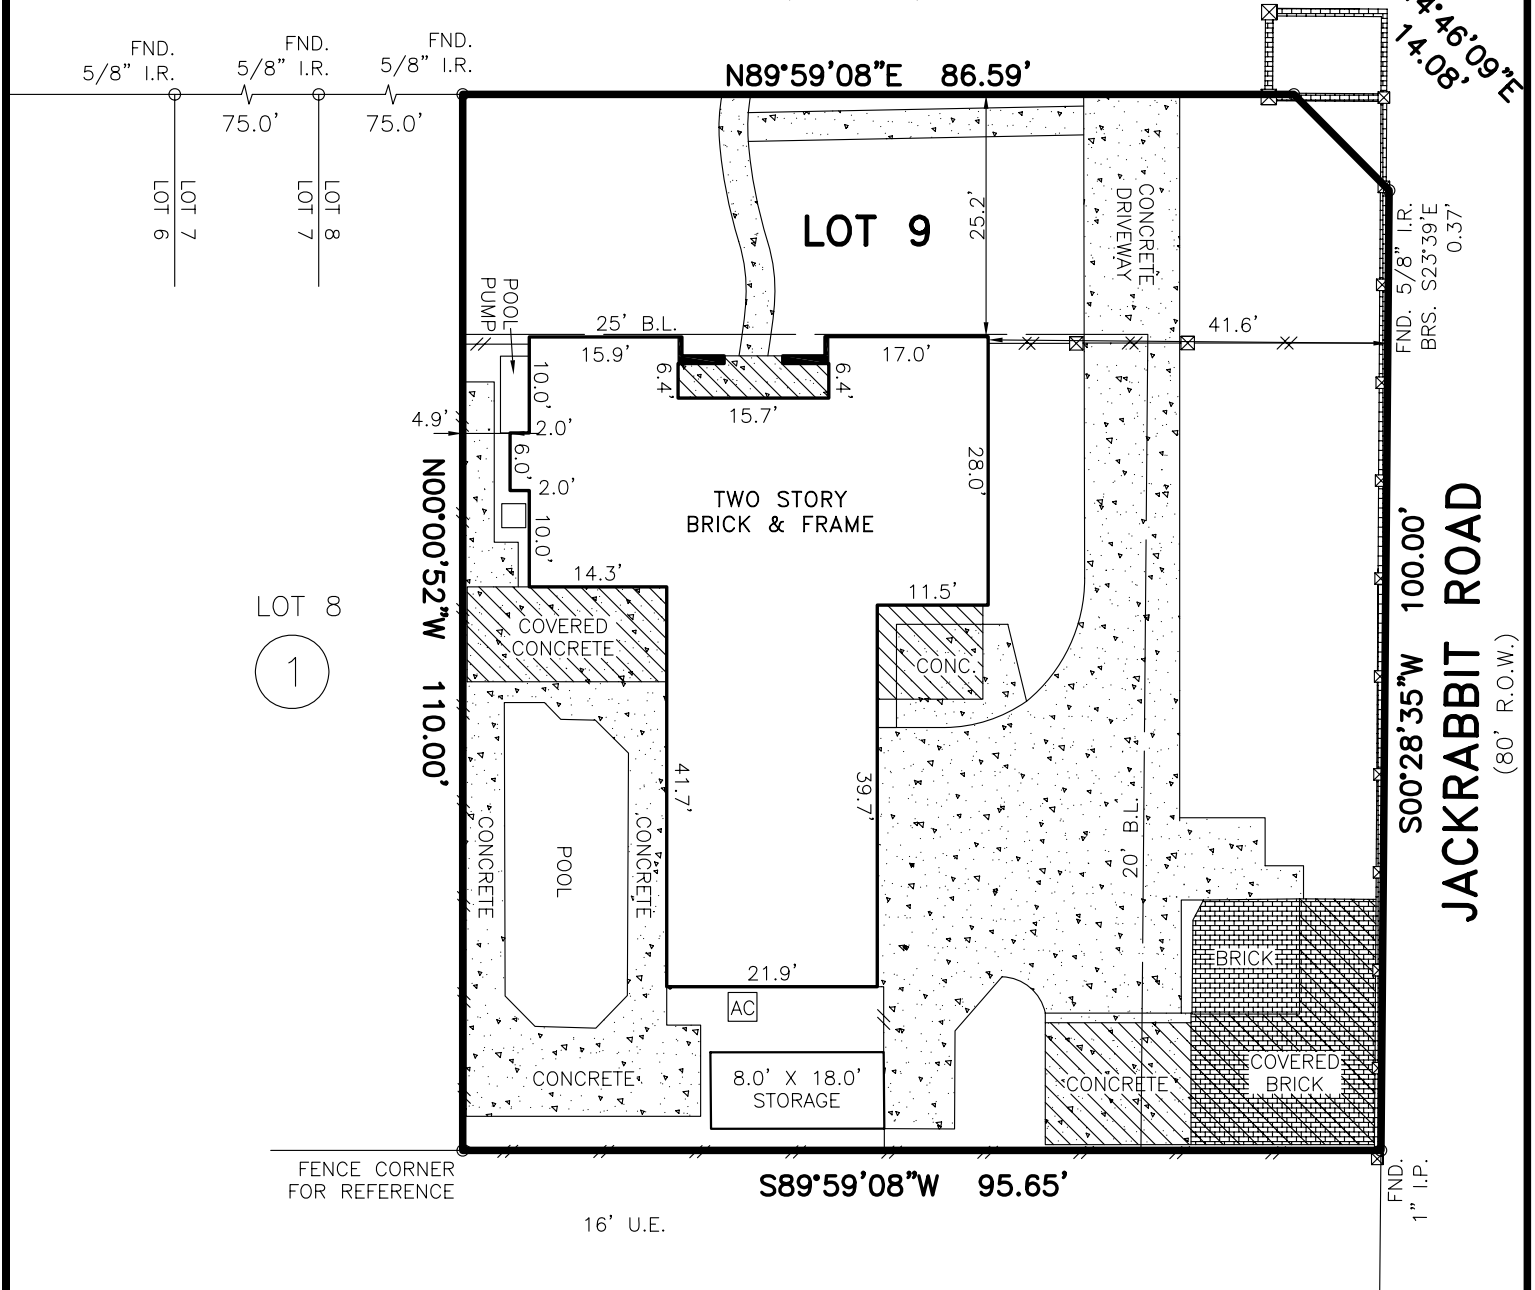 4°46'09"E
14.08'
FND.
5/8" I.R.
FND.
5/8" I.R.
FND.
5/8" I.R.
N89°59'08"E 86.59'
75.0'
75.0'
LOT 6
LOT 7
LOT 7
LOT 8
LOT 9
25.2'
CONCRETE
DRIVEWAY
FND. 5/8" I.R.
BRS. S23°39'E
0.37'
POOL
PUMP
25' B.L.
41.6'
15.9'
17.0'
10.0'
6.4'
6.4'
15.7'
4.9'
2.0'
6.0'
2.0'
10.0'
28.0'
TWO STORY
BRICK & FRAME
N00°00'52"W 110.00'
14.3'
11.5'
LOT 8
1
COVERED
CONCRETE
CONC.
S00°28'35"W 100.00'
JACKRABBIT ROAD
(80' R.O.W.)
41.7'
39.7'
20' B.L.
CONCRETE
POOL
CONCRETE
21.9'
AC
BRICK
CONCRETE
8.0' X 18.0'
STORAGE
CONCRETE
COVERED
BRICK
FENCE CORNER
FOR REFERENCE
S89°59'08"W 95.65'
FND.
1" I.P.
16' U.E.